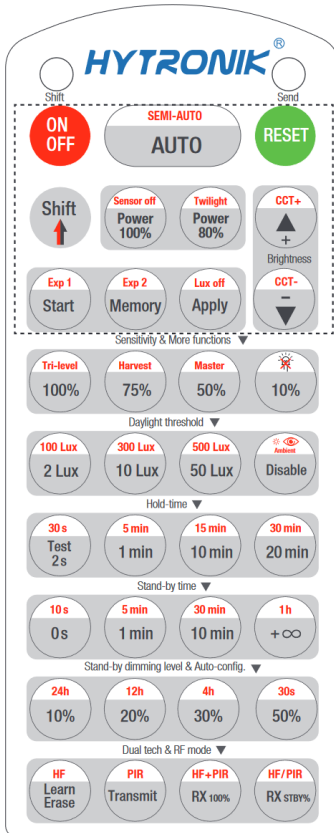 HYTRONIK®
Shift
Send
ON
OFF
SEMI-AUTO
AUTO
RESET
Shift
Sensor off
Power
100%
Twilight
Power
80%
CCT+
+
Brightness
CCT-
−
Exp 1
Start
Exp 2
Memory
Lux off
Apply
Sensitivity & More functions
Tri-level
100%
Harvest
75%
Master
50%
10%
Daylight threshold
100 Lux
2 Lux
300 Lux
10 Lux
500 Lux
50 Lux
Ambient
Disable
Hold-time
30 s
Test
2 s
5 min
1 min
15 min
10 min
30 min
20 min
Stand-by time
10 s
0 s
5 min
1 min
30 min
10 min
1 h
+∞
Stand-by dimming level & Auto-config.
24h
10%
12h
20%
4h
30%
30s
50%
Dual tech & RF mode
HF
Learn
Erase
PIR
Transmit
HF+PIR
RX 100%
HF/PIR
RX STBY%